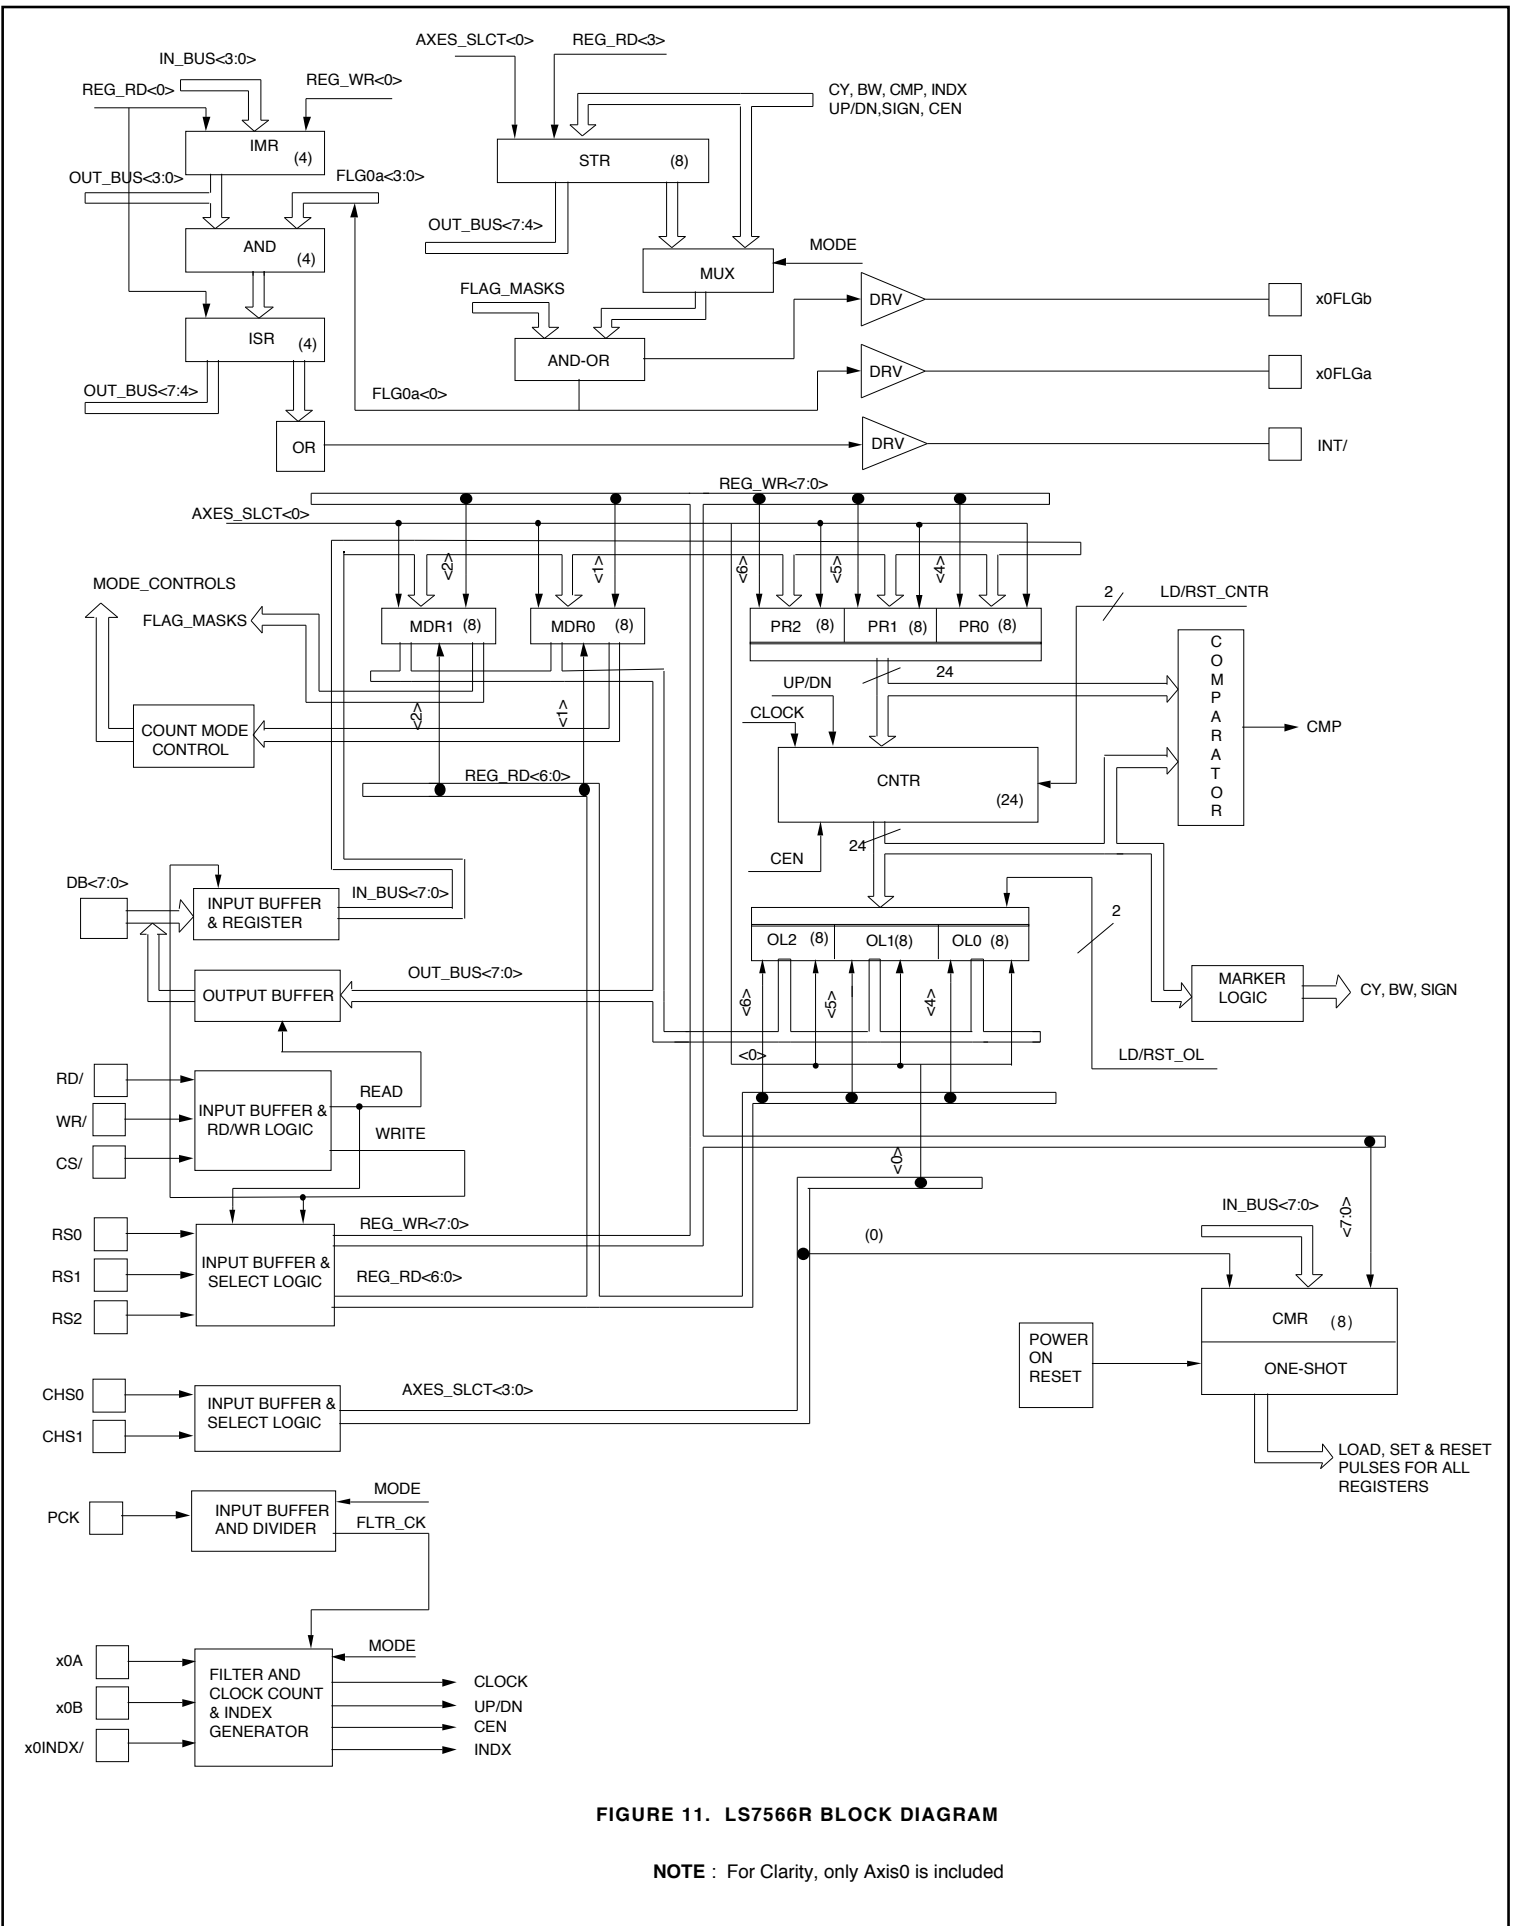 AXES_SLCT<0>
REG_RD<3>
IN_BUS<3:0>
REG_RD<0>
REG_WR<0>
CY, BW, CMP, INDX
UP/DN,SIGN, CEN
IMR
(4)
STR
(8)
OUT_BUS<3:0>
FLG0a<3:0>
OUT_BUS<7:4>
AND
(4)
MODE
MUX
FLAG_MASKS
DRV
x0FLGb
ISR
(4)
AND-OR
DRV
x0FLGa
OUT_BUS<7:4>
FLG0a<0>
OR
DRV
INT/
REG_WR<7:0>
AXES_SLCT<0>
<2>
<1>
<6>
<5>
<4>
MODE_CONTROLS
FLAG_MASKS
MDR1 (8)
MDR0 (8)
PR2 (8)
PR1 (8)
PR0 (8)
2
LD/RST_CNTR
COMPARATOR
24
UP/DN
CLOCK
<2>
<1>
COUNT MODE
CONTROL
CMP
REG_RD<6:0>
CNTR
(24)
24
CEN
DB<7:0>
INPUT BUFFER
& REGISTER
IN_BUS<7:0>
2
OL2 (8)
OL1(8)
OL0 (8)
OUT_BUS<7:0>
OUTPUT BUFFER
<6>
<5>
<4>
MARKER
LOGIC
CY, BW, SIGN
<0>
LD/RST_OL
RD/
WR/
CS/
INPUT BUFFER &
RD/WR LOGIC
READ
WRITE
<0>
RS0
RS1
RS2
INPUT BUFFER &
SELECT LOGIC
REG_WR<7:0>
REG_RD<6:0>
(0)
IN_BUS<7:0>
<7:0>
CMR (8)
ONE-SHOT
POWER
ON
RESET
CHS0
CHS1
INPUT BUFFER &
SELECT LOGIC
AXES_SLCT<3:0>
LOAD, SET & RESET
PULSES FOR ALL
REGISTERS
PCK
INPUT BUFFER
AND DIVIDER
MODE
FLTR_CK
x0A
x0B
x0INDX/
FILTER AND
CLOCK COUNT
& INDEX
GENERATOR
MODE
CLOCK
UP/DN
CEN
INDX
FIGURE 11. LS7566R BLOCK DIAGRAM
NOTE : For Clarity, only Axis0 is included